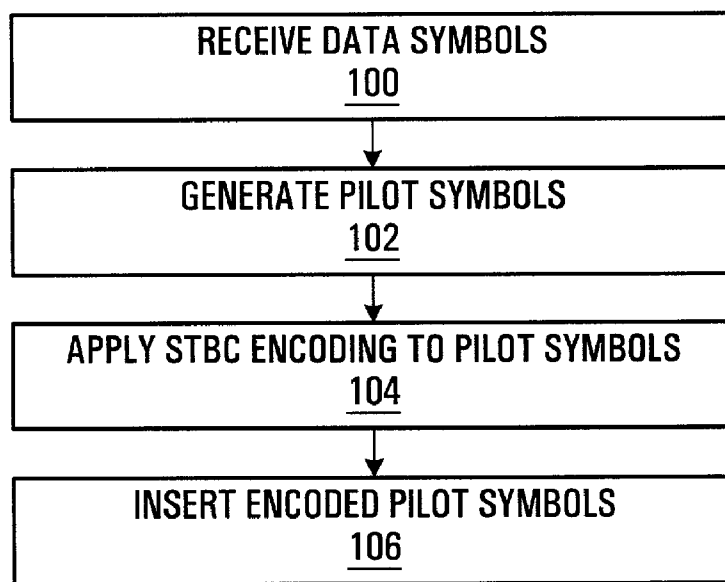 RECEIVE DATA SYMBOLS
100
GENERATE PILOT SYMBOLS
102
APPLY STBC ENCODING TO PILOT SYMBOLS
104
INSERT ENCODED PILOT SYMBOLS
106